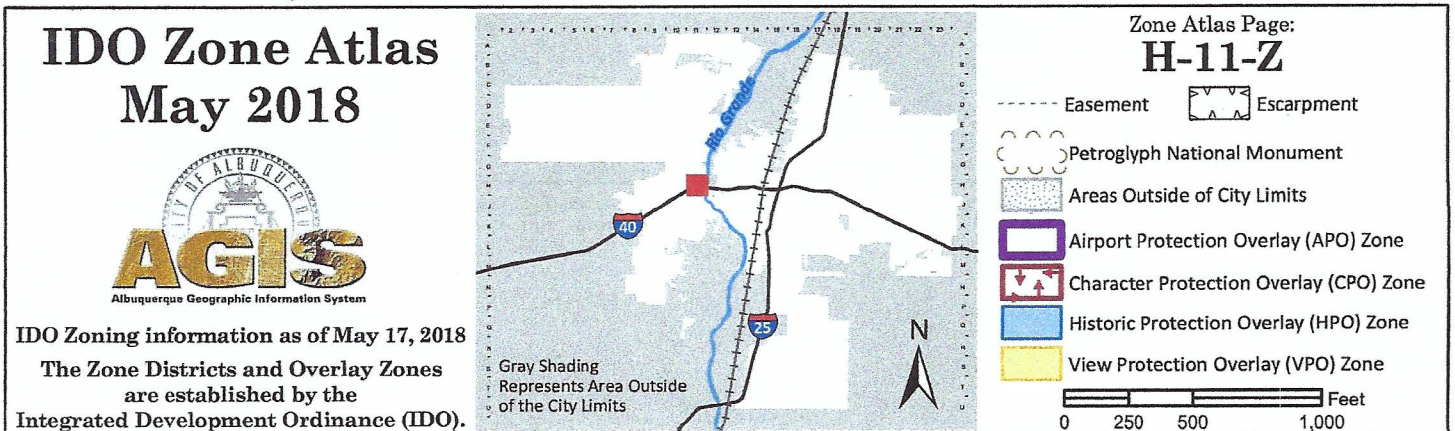 IDO Zone Atlas
May 2018
CITY OF ALBUQUERQUE
AGIS
Albuquerque Geographic Information System
IDO Zoning information as of May 17, 2018
The Zone Districts and Overlay Zones
are established by the
Integrated Development Ordinance (IDO).
Rio Grande
40
25
N
Gray Shading
Represents Area Outside
of the City Limits
Zone Atlas Page:
H-11-Z
Easement
Escarpment
Petroglyph National Monument
Areas Outside of City Limits
Airport Protection Overlay (APO) Zone
Character Protection Overlay (CPO) Zone
Historic Protection Overlay (HPO) Zone
View Protection Overlay (VPO) Zone
Feet
0 250 500 1,000